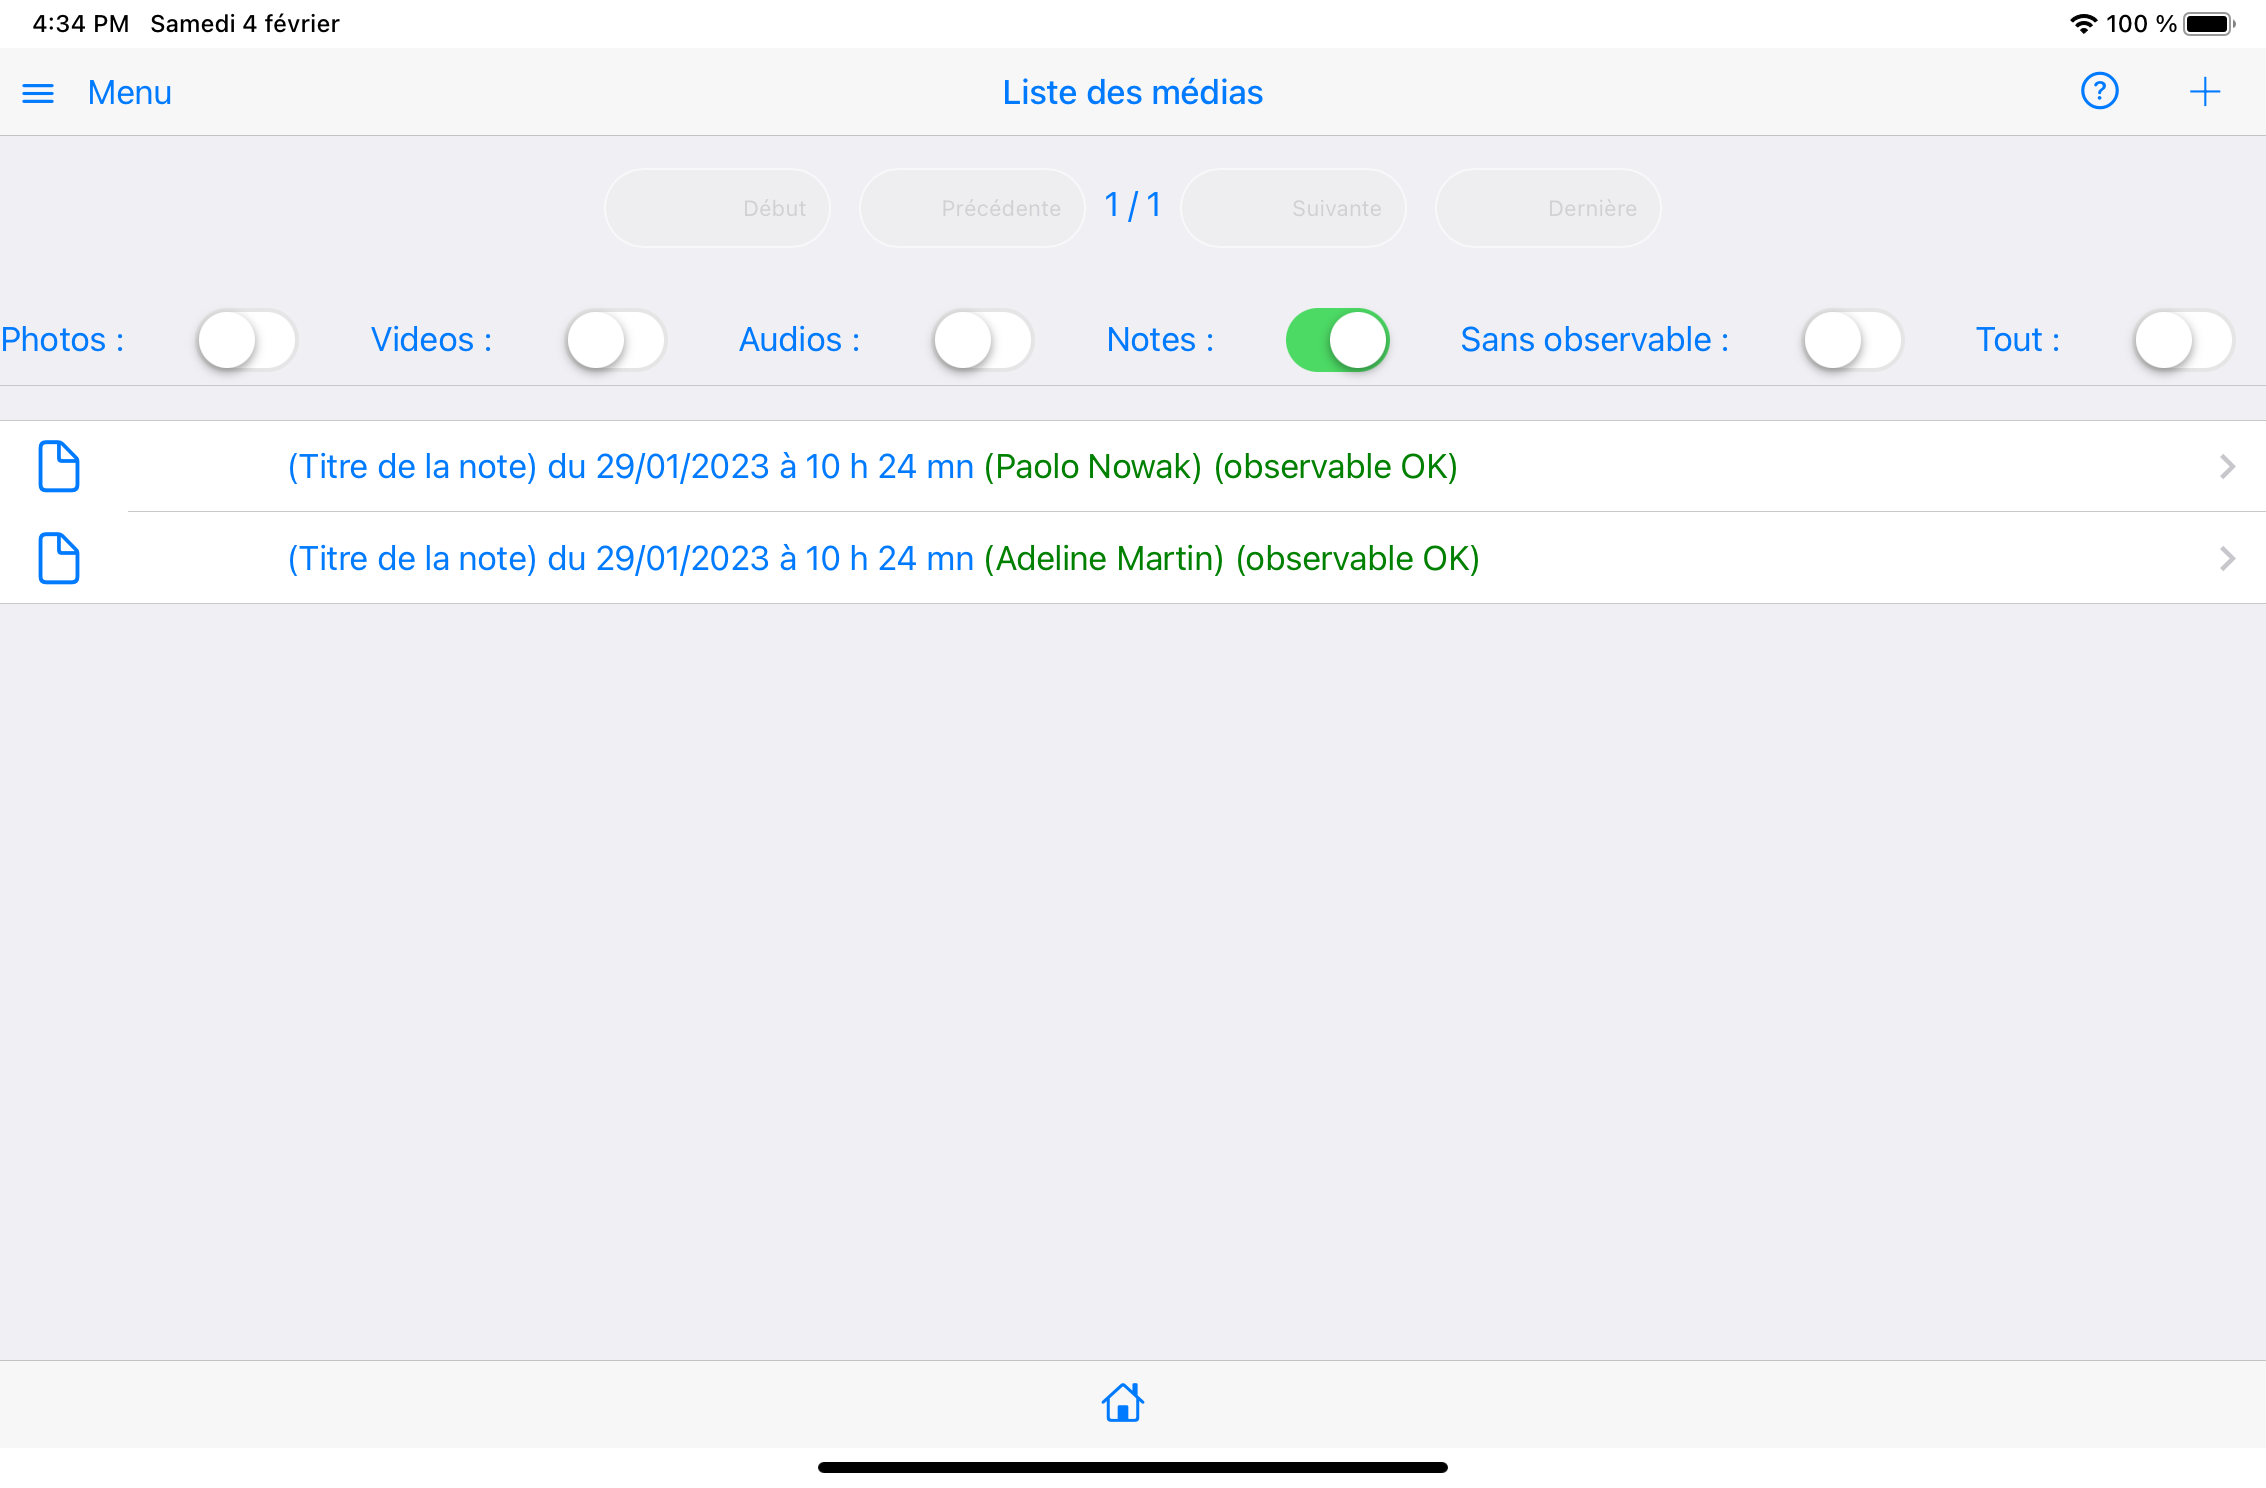 4:34 PM Samedi 4 février 100 %
Menu Liste des médias ?
Début Précédente 1 / 1 Suivante Dernière
Photos : Videos : Audios : Notes : Sans observable : Tout :
(Titre de la note) du 29/01/2023 à 10 h 24 mn (Paolo Nowak) (observable OK)
(Titre de la note) du 29/01/2023 à 10 h 24 mn (Adeline Martin) (observable OK)